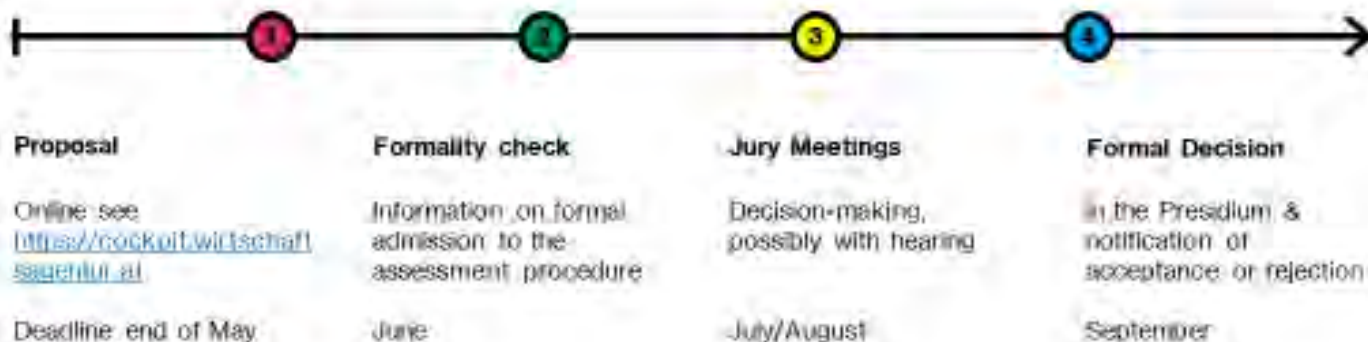 1 2 3 4
Proposal
Online see
https://cockpit.wirtschaft
sagentur.at
Deadline end of May
Formality check
Information on formal
admission to the
assessment procedure
June
Jury Meetings
Decision-making,
possibly with hearing
July/August
Formal Decision
in the Presidium &
notification of
acceptance or rejection
September